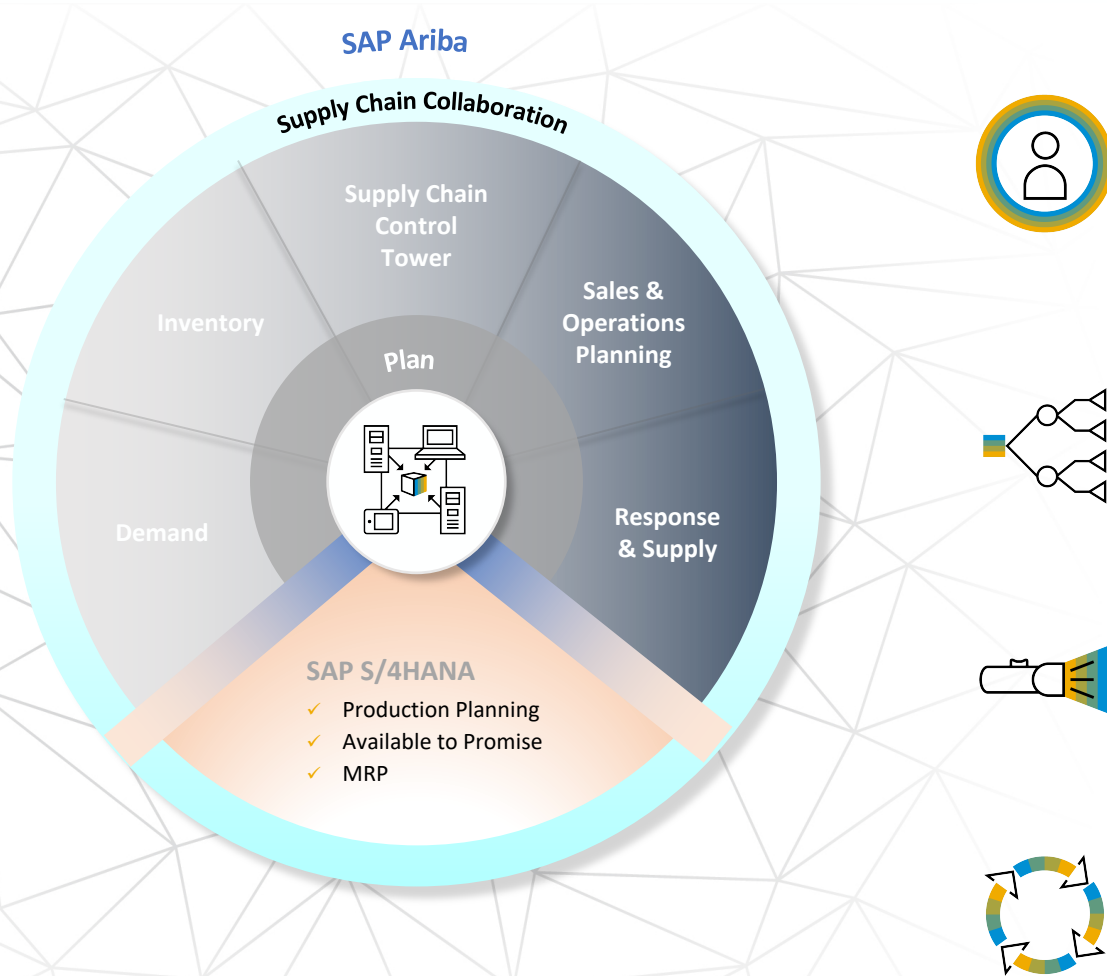 SAP Ariba
Supply Chain Collaboration
Supply Chain
Control
Tower
Sales &
Operations
Planning
Inventory
Plan
Demand
Response
& Supply
SAP S/4HANA
✓ Production Planning
✓ Available to Promise
✓ MRP